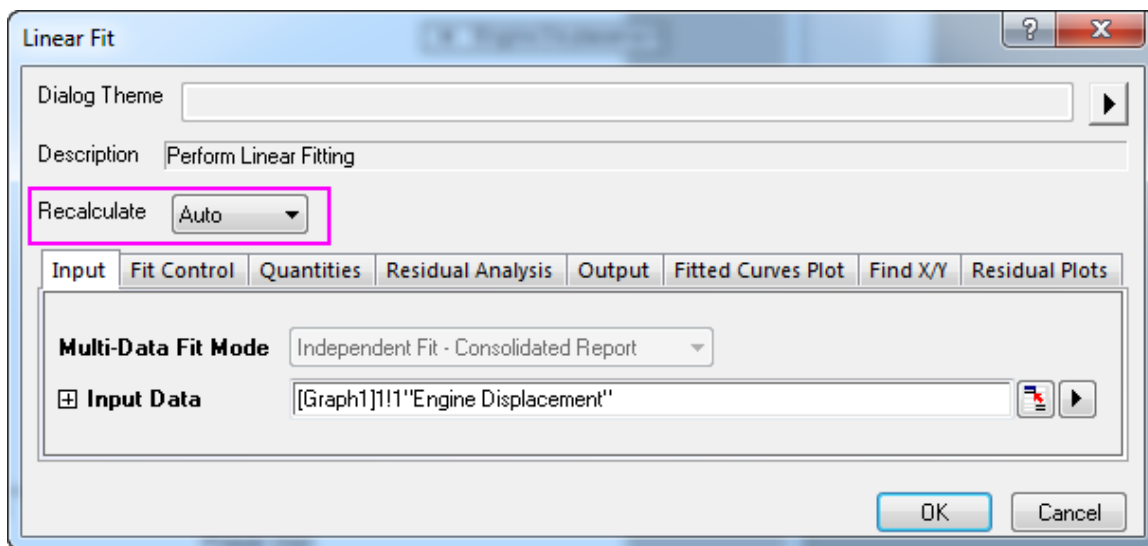 Linear Fit ?
Dialog Theme
Description Perform Linear Fitting
Recalculate Auto
Input Fit Control Quantities Residual Analysis Output Fitted Curves Plot Find X/Y Residual Plots
Multi-Data Fit Mode Independent Fit - Consolidated Report
Input Data [Graph1]1!1"Engine Displacement"
OK Cancel